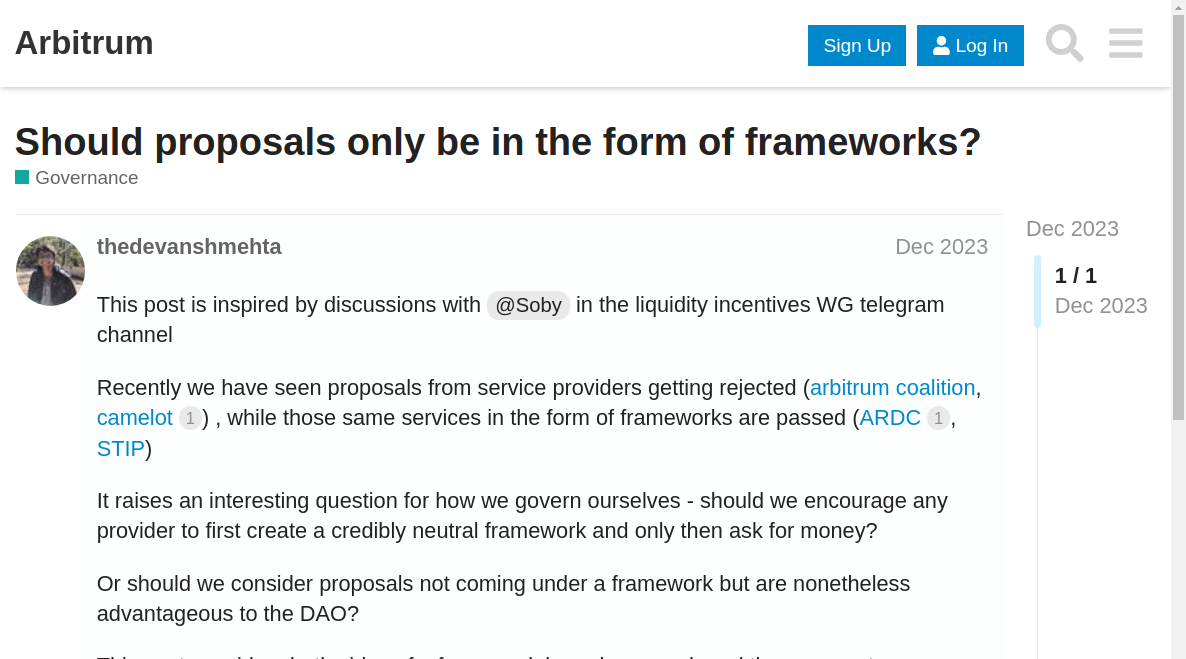 Arbitrum
Sign Up
Log In
Should proposals only be in the form of frameworks?
Governance
thedevanshmehta
Dec 2023
This post is inspired by discussions with @Soby in the liquidity incentives WG telegram
channel
Recently we have seen proposals from service providers getting rejected (arbitrum coalition,
camelot 1) , while those same services in the form of frameworks are passed (ARDC 1,
STIP)
It raises an interesting question for how we govern ourselves - should we encourage any
provider to first create a credibly neutral framework and only then ask for money?
Or should we consider proposals not coming under a framework but are nonetheless
advantageous to the DAO?
Dec 2023
1 / 1
Dec 2023